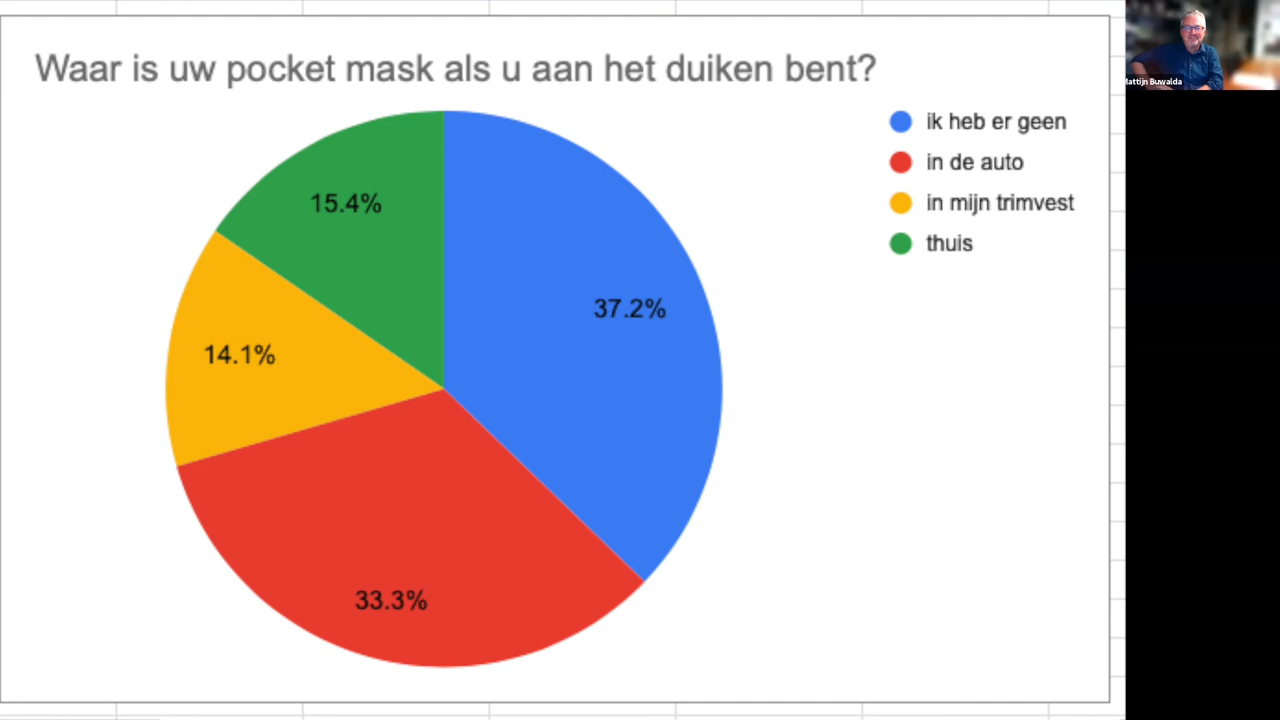 Waar is uw pocket mask als u aan het duiken bent?
ik heb er geen
in de auto
in mijn trimvest
thuis
15.4%
37.2%
14.1%
33.3%
Mattijn Buwalda